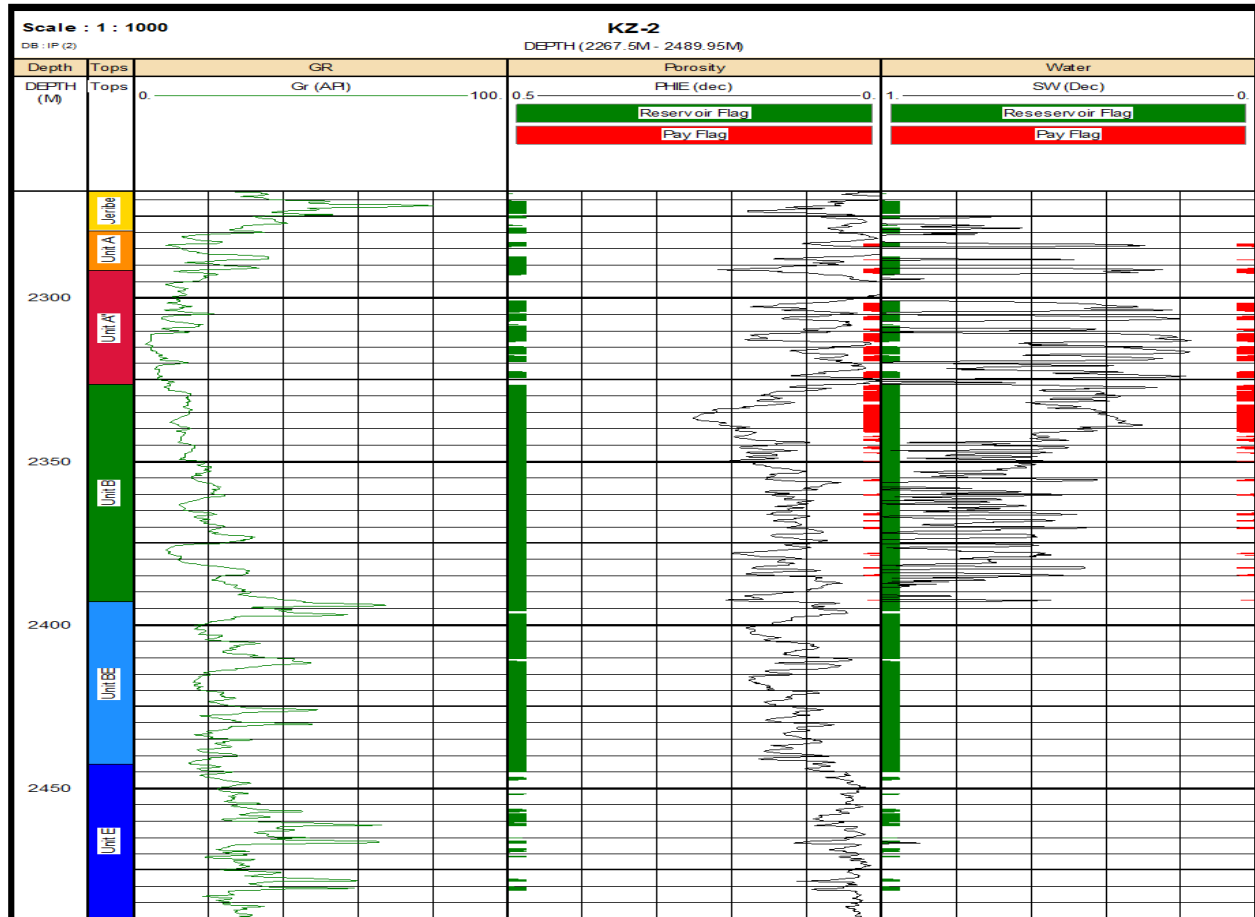 Scale : 1 : 1000
KZ-2
DB : IP (2)
DEPTH (2267.5M - 2489.95M)
Depth Tops GR Porosity Water
DEPTH (M) Tops 0. Gr (API) 100. 0.5 PHIE (dec) 0. 1. SW (Dec) 0.
Reservoir Flag Resesrvoir Flag
Pay Flag Pay Flag
Jeribe
Unit A
2300
Unit A'
2350
Unit B
2400
Unit BE
2450
Unit E